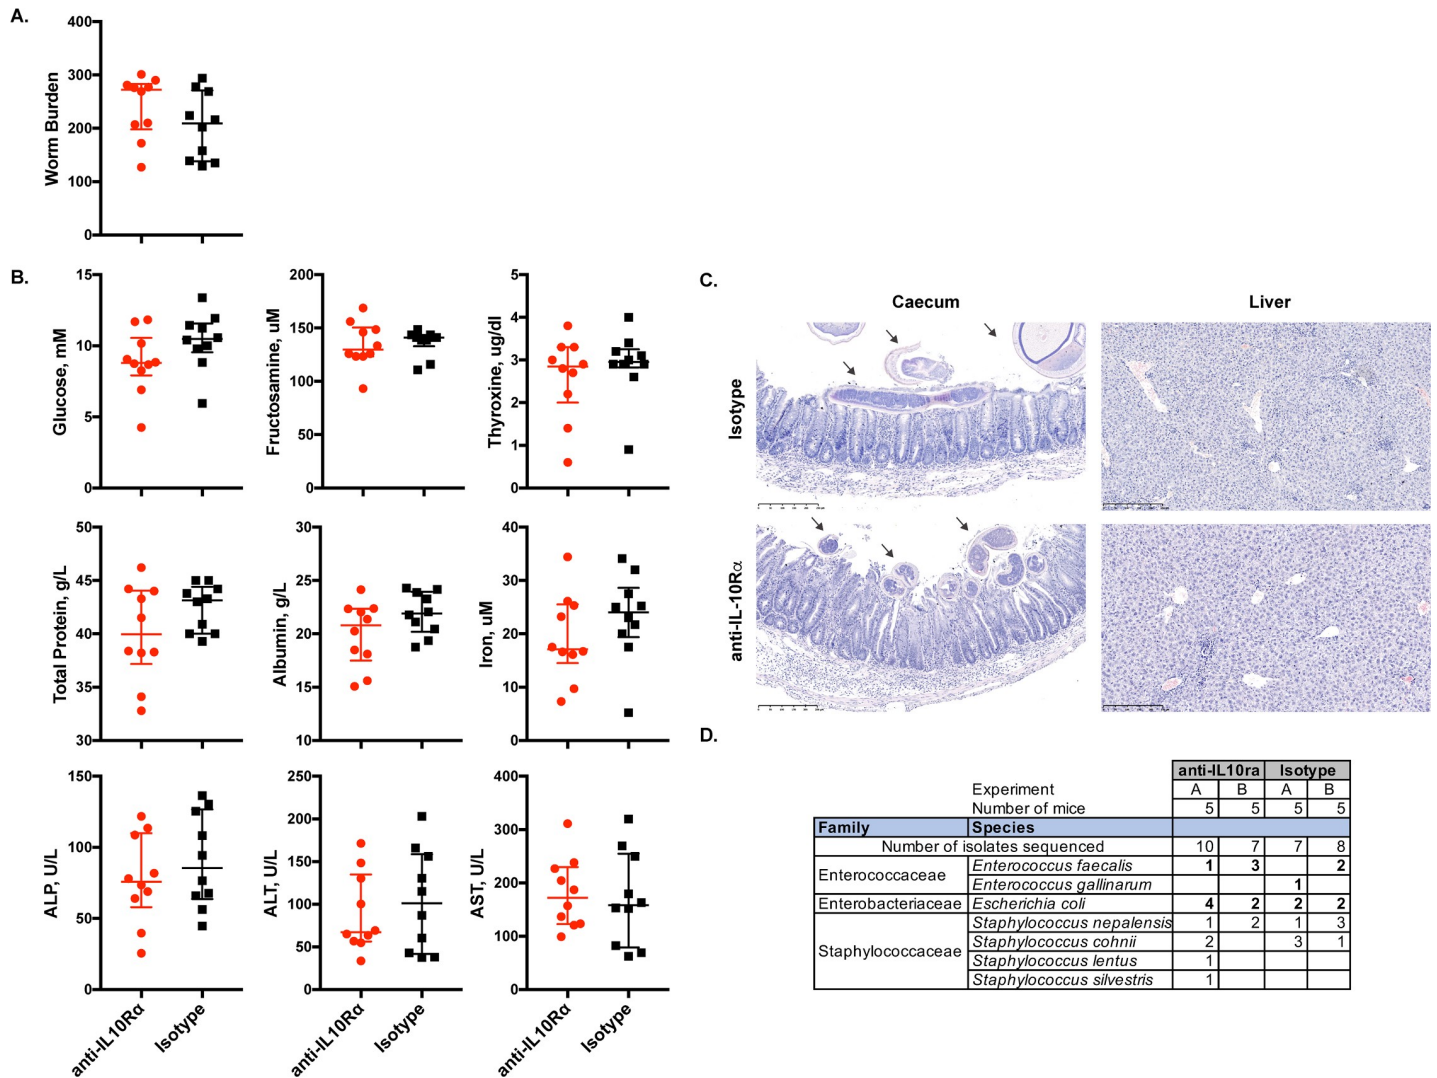 A.
400
300
200
100
0
Worm Burden
B.
15
10
5
0
Glucose, mM
200
150
100
50
0
Fructosamine, uM
5
4
3
2
1
0
Thyroxine, ug/dl
50
45
40
35
30
Total Protein, g/L
30
25
20
15
10
Albumin, g/L
40
30
20
10
0
Iron, uM
150
100
50
0
ALP, U/L
250
200
150
100
50
0
ALT, U/L
400
300
200
100
0
AST, U/L
anti-IL10Rα
Isotype
anti-IL10Rα
Isotype
anti-IL10Rα
Isotype
C.
Caecum Liver
Isotype
anti-IL-10Rα
D.
anti-IL10ra Isotype
Experiment A B A B
Number of mice 5 5 5 5
Family Species
Number of isolates sequenced 10 7 7 8
Enterococcaceae Enterococcus faecalis 1 3 2
Enterococcus gallinarum 1
Enterobacteriaceae Escherichia coli 4 2 2 2
Staphylococcaceae Staphylococcus nepalensis 1 2 1 3
Staphylococcus cohnii 2 3 1
Staphylococcus lentus 1
Staphylococcus silvestris 1